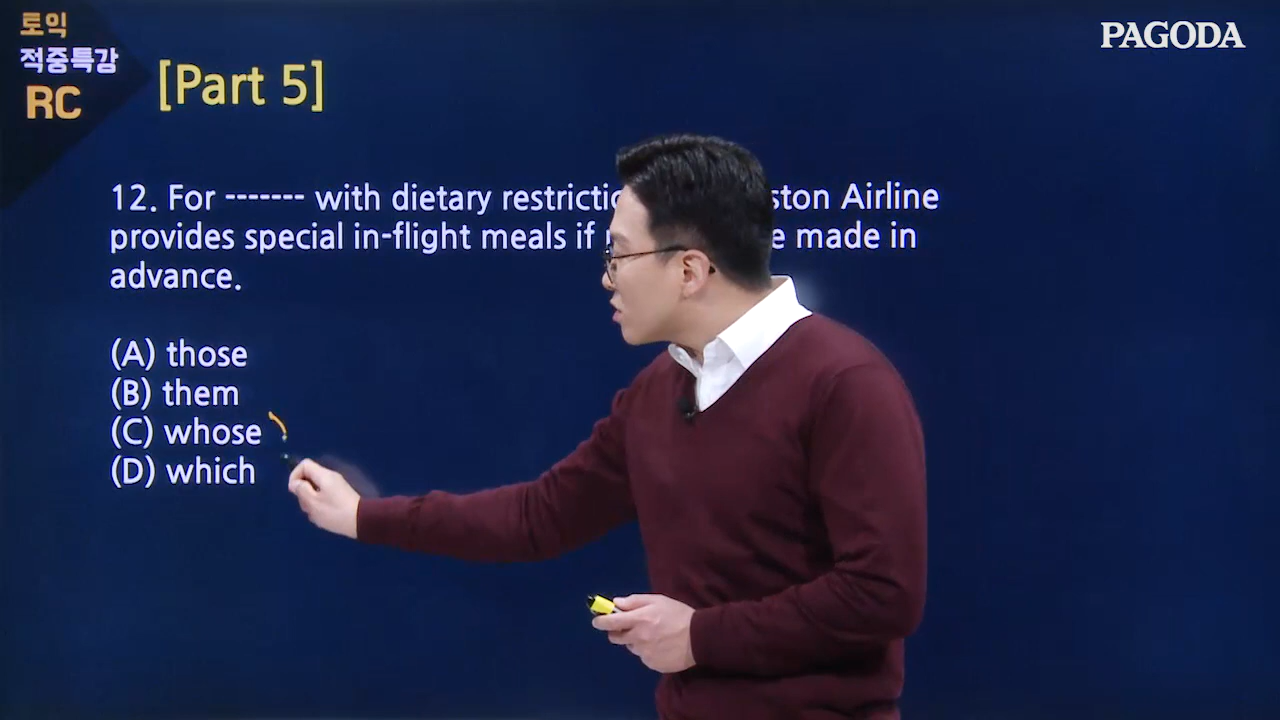 토익
적중특강
RC
PAGODA
[Part 5]
12. For ------- with dietary ston Airline
provides special in-flight meals if made in
advance.
(A) those
(B) them
(C) whose
(D) which